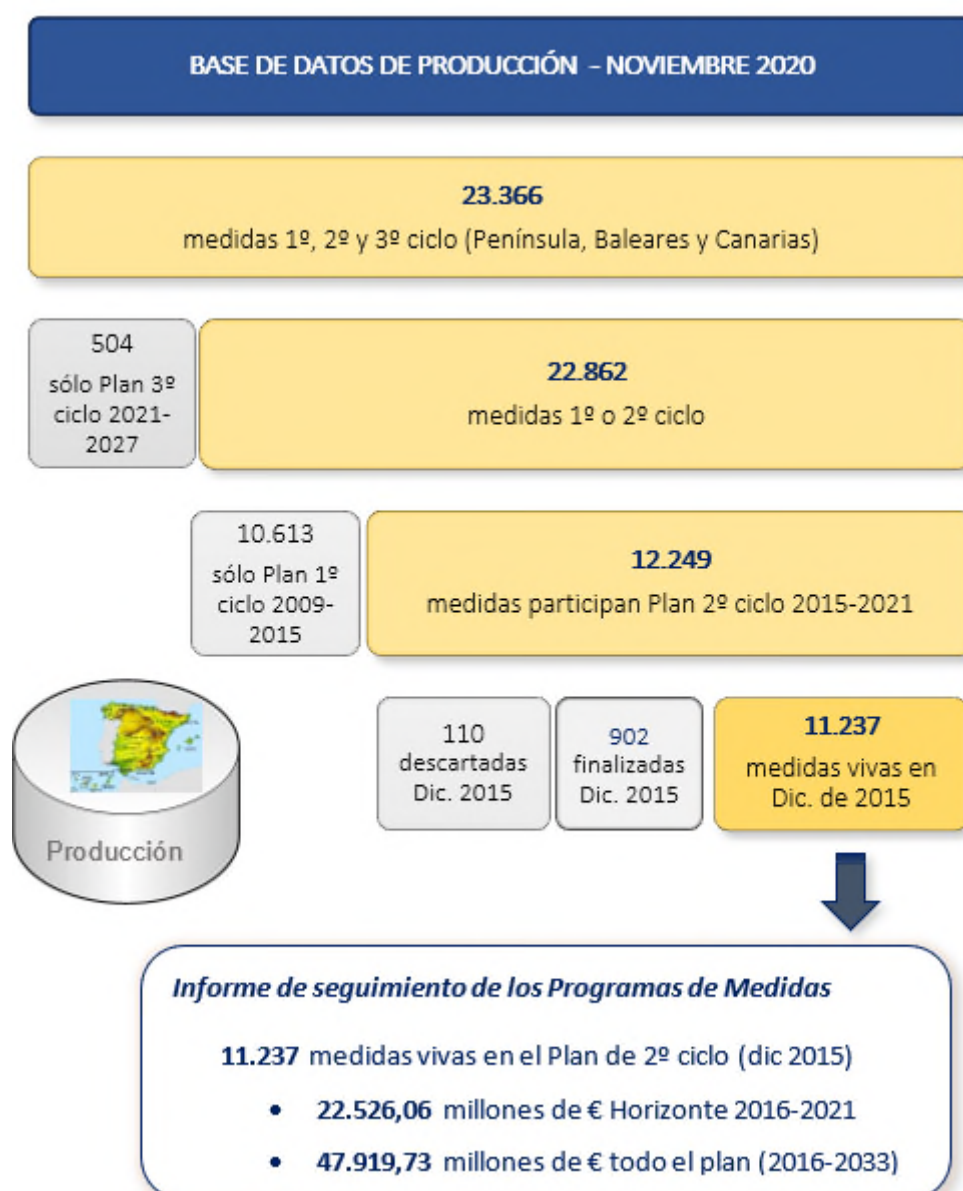 BASE DE DATOS DE PRODUCCIÓN - NOVIEMBRE 2020
23.366
medidas 1º, 2º y 3º ciclo (Península, Baleares y Canarias)
504
sólo Plan 3º
ciclo 2021-
2027
22.862
medidas 1º o 2º ciclo
10.613
sólo Plan 1º
ciclo 2009-
2015
12.249
medidas participan Plan 2º ciclo 2015-2021
110
descartadas
Dic. 2015
902
finalizadas
Dic. 2015
11.237
medidas vivas en
Dic. de 2015
Producción
Informe de seguimiento de los Programas de Medidas
11.237 medidas vivas en el Plan de 2º ciclo (dic 2015)
• 22.526,06 millones de € Horizonte 2016-2021
• 47.919,73 millones de € todo el plan (2016-2033)